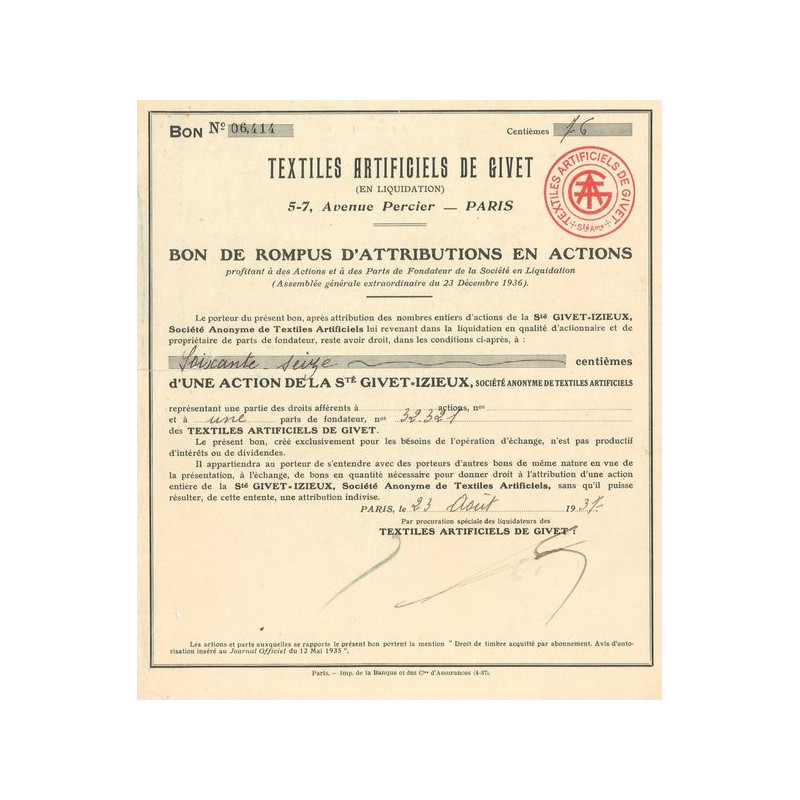 BON Nº 06,414
Centièmes 76
TEXTILES ARTIFICIELS DE GIVET
(EN LIQUIDATION)
5-7, Avenue Percier — PARIS
TEXTILES ARTIFICIELS DE GIVET
Sté Ame
BON DE ROMPUS D'ATTRIBUTIONS EN ACTIONS
profitant à des Actions et à des Parts de Fondateur de la Société en Liquidation
(Assemblée générale extraordinaire du 23 Décembre 1936).
Le porteur du présent bon, après attribution des nombres entiers d'actions de la Sté GIVET-IZIEUX,
Société Anonyme de Textiles Artificiels lui revenant dans la liquidation en qualité d'actionnaire et de
propriétaire de parts de fondateur, reste avoir droit, dans les conditions ci-après, à :
Soixante-seize centièmes
d'UNE ACTION DE LA STÉ GIVET-IZIEUX, SOCIÉTÉ ANONYME DE TEXTILES ARTIFICIELS
représentant une partie des droits afférents à actions, nos
et à une parts de fondateur, nos 32.321
des TEXTILES ARTIFICIELS DE GIVET.
Le présent bon, créé exclusivement pour les besoins de l'opération d'échange, n'est pas productif
d'intérêts ou de dividendes.
Il appartiendra au porteur de s'entendre avec des porteurs d'autres bons de même nature en vue de
la présentation, à l'échange, de bons en quantité nécessaire pour donner droit à l'attribution d'une action
entière de la Sté GIVET-IZIEUX, Société Anonyme de Textiles Artificiels, sans qu'il puisse
résulter, de cette entente, une attribution indivise.
PARIS, le 23 Août 1937
Par procuration spéciale des liquidateurs des
TEXTILES ARTIFICIELS DE GIVET :
Les actions et parts auxquelles se rapporte le présent bon portent la mention " Droit de timbre acquitté par abonnement. Avis d'auto-
risation inséré au Journal Officiel du 12 Mai 1935 ".
Paris. — Imp. de la Banque et des Cies d'Assurances (4-37).